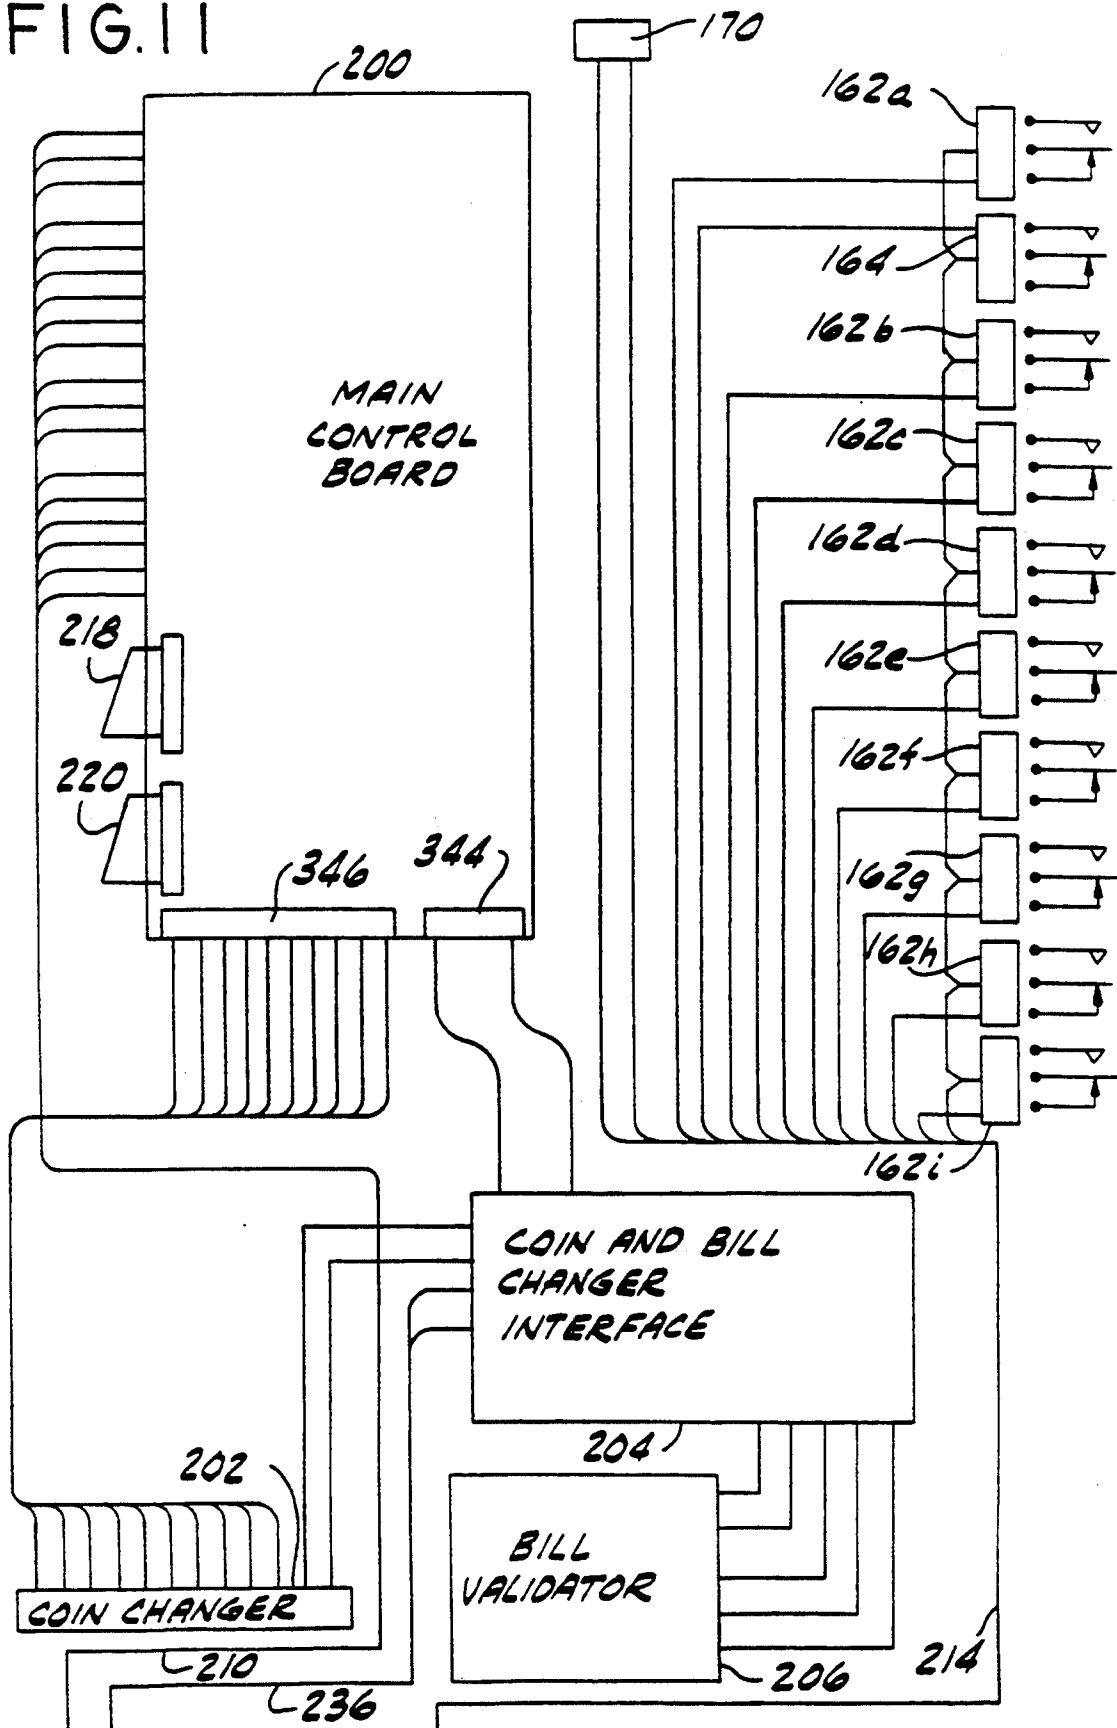 FIG.11
170
200
162a
164
162b
MAIN
CONTROL
BOARD
162c
162d
218
162e
162f
220
346
344
162g
162h
162i
COIN AND BILL
CHANGER
INTERFACE
204
202
BILL
VALIDATOR
COIN CHANGER
210
206
214
236